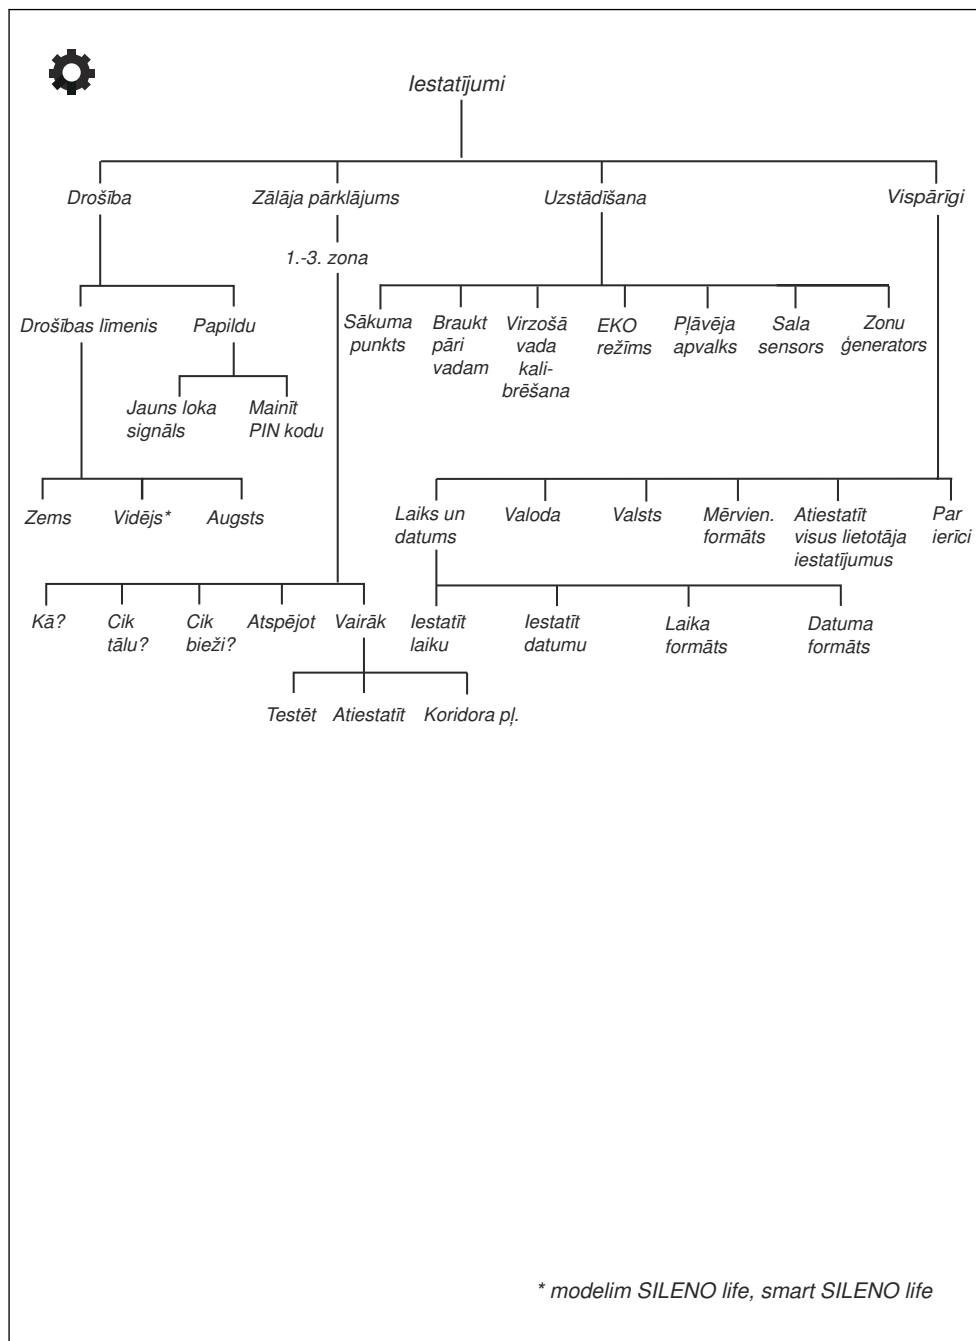 Iestatījumi
Drošība
Zālāja pārklājums
Uzstādīšana
Vispārīgi
1.-3. zona
Drošības līmenis
Papildu
Sākuma
punkts
Braukt
pāri
vadam
Virzošā
vada
kali-
brēšana
EKO
režīms
Pļāvēja
apvalks
Sala
sensors
Zonu
ģenerators
Jauns loka
signāls
Mainīt
PIN kodu
Zems
Vidējs*
Augsts
Laiks un
datums
Valoda
Valsts
Mērvien.
formāts
Atiestatīt
visus lietotāja
iestatījumus
Par
ierīci
Kā?
Cik
tālu?
Cik
bieži?
Atspējot
Vairāk
Iestatīt
laiku
Iestatīt
datumu
Laika
formāts
Datuma
formāts
Testēt
Atiestatīt
Koridora pļ.
* modelim SILENO life, smart SILENO life